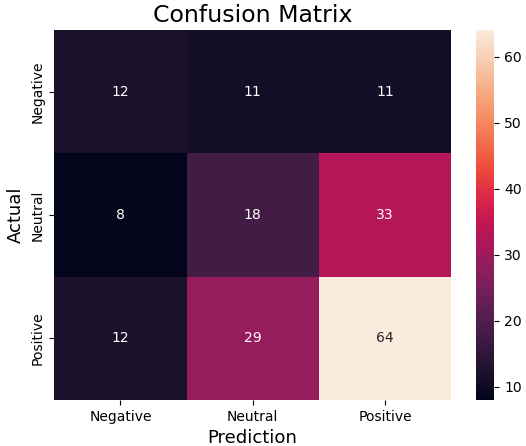 Confusion Matrix
Actual
Negative
12 11 11
60
50
Neutral
8 18 33
40
30
Positive
12 29 64
20
10
Negative Neutral Positive
Prediction